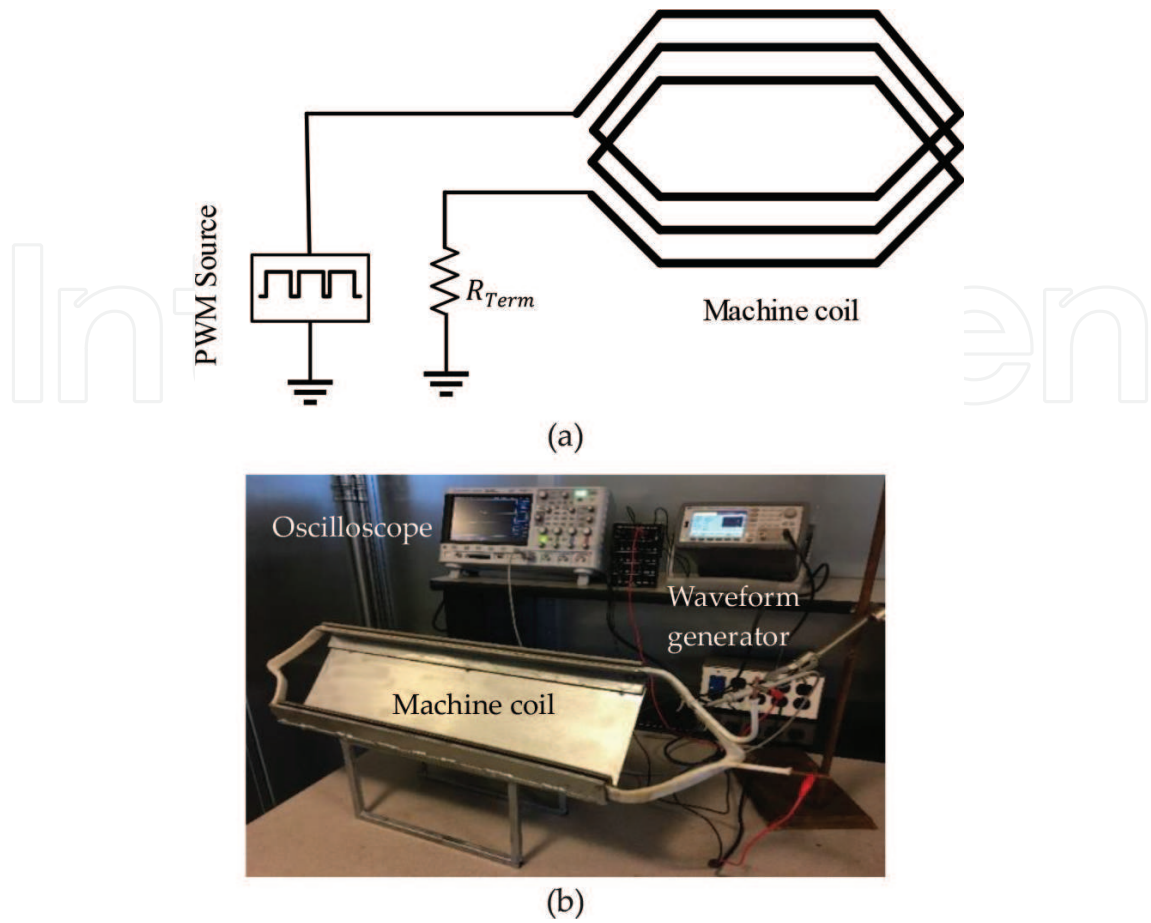 PWM Source
R_Term
Machine coil
(a)
Oscilloscope
Waveform
generator
Machine coil
(b)